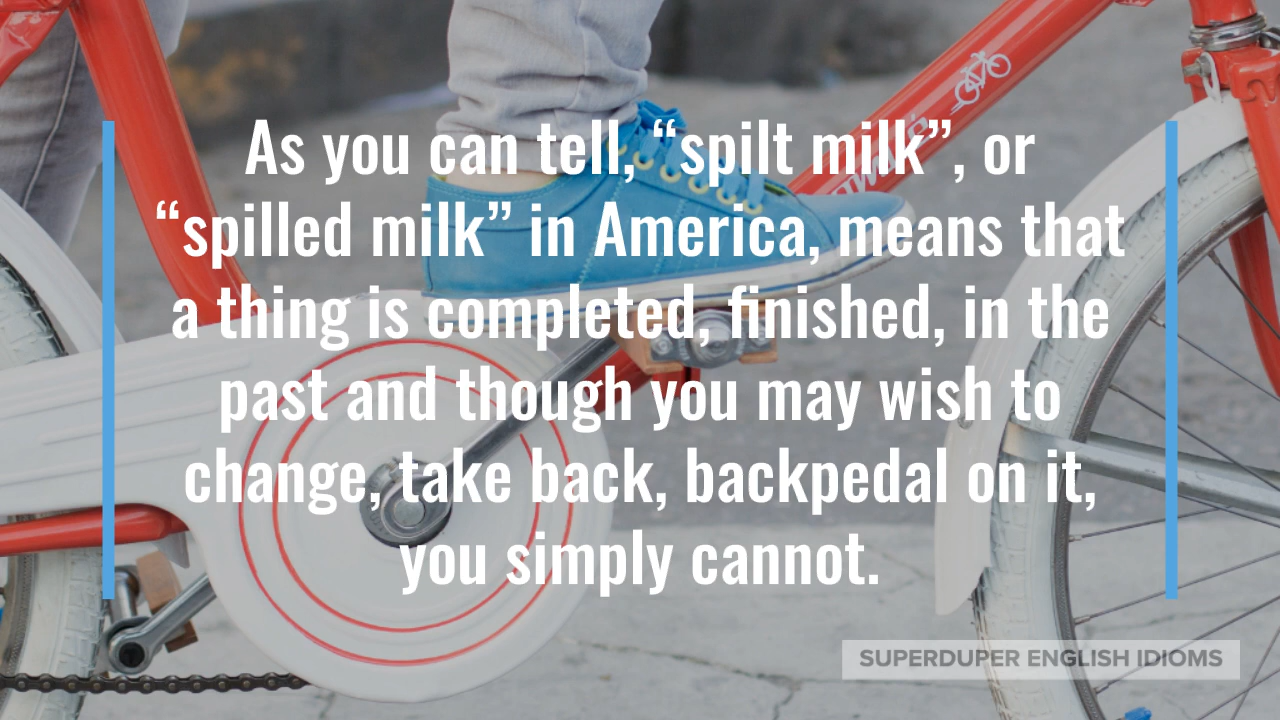 As you can tell, “spilt milk”, or
“spilled milk” in America, means that
a thing is completed, finished, in the
past and though you may wish to
change, take back, backpedal on it,
you simply cannot.
SUPERDUPER ENGLISH IDIOMS